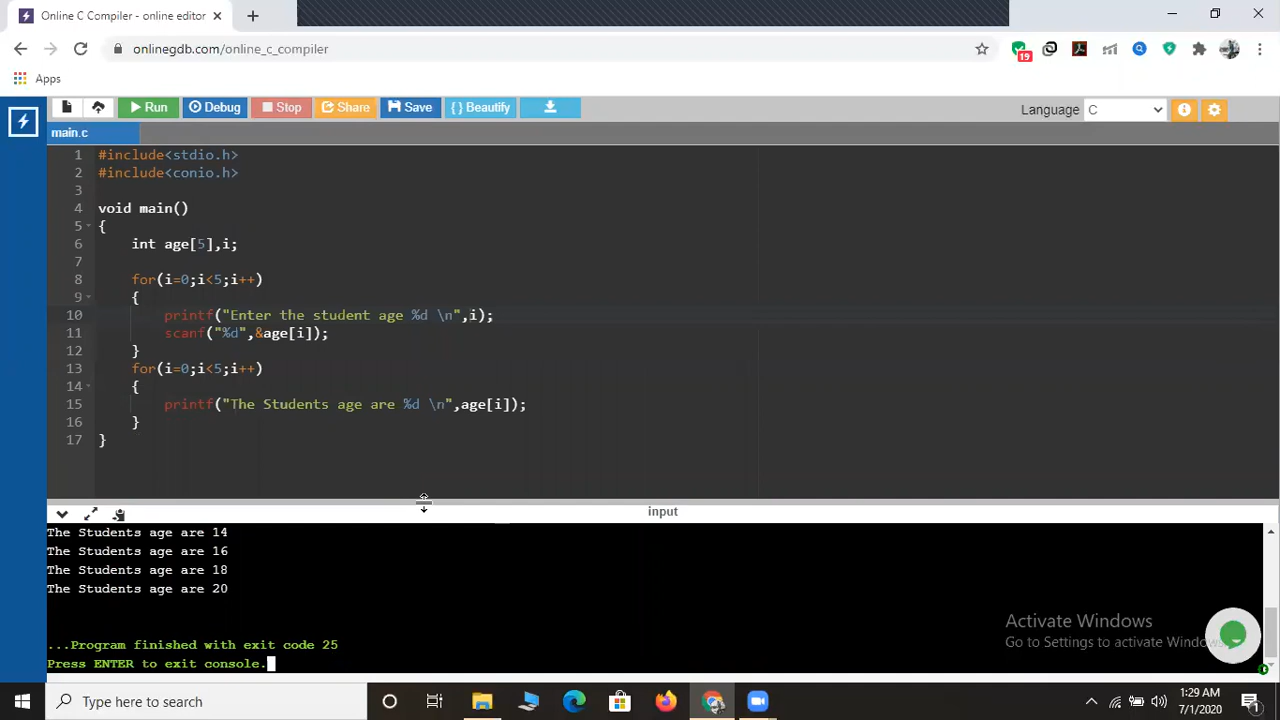 Online C Compiler - online editor
onlinegdb.com/online_c_compiler
19
Apps
Run
Debug
Stop
Share
Save
{ } Beautify
Language C
main.c
1 #include<stdio.h>
2 #include<conio.h>
3
4 void main()
5 {
6 int age[5],i;
7
8 for(i=0;i<5;i++)
9 {
10 printf("Enter the student age %d \n",i);
11 scanf("%d",&age[i]);
12 }
13 for(i=0;i<5;i++)
14 {
15 printf("The Students age are %d \n",age[i]);
16 }
17 }
input
The Students age are 14
The Students age are 16
The Students age are 18
The Students age are 20
...Program finished with exit code 25
Press ENTER to exit console.
Activate Windows
Go to Settings to activate Windows.
Type here to search
1:29 AM
7/1/2020
1